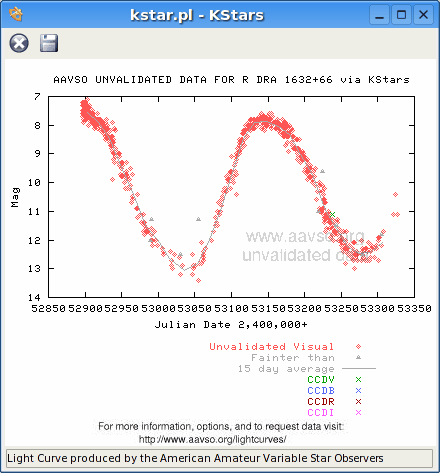 kstar.pl - KStars
AAVSO UNVALIDATED DATA FOR R DRA 1632+66 via KStars
7
8
9
10
11
12
13
14
Mag
www.aavso.org
unvalidated d
52850 52900 52950 53000 53050 53100 53150 53200 53250 53300 53350
Julian Date 2,400,000+
Unvalidated Visual
Fainter than
15 day average
CCDV
CCDB
CCDR
CCDI
For more information, options, and to request data visit:
http://www.aavso.org/lightcurves/
Light Curve produced by the American Amateur Variable Star Observers